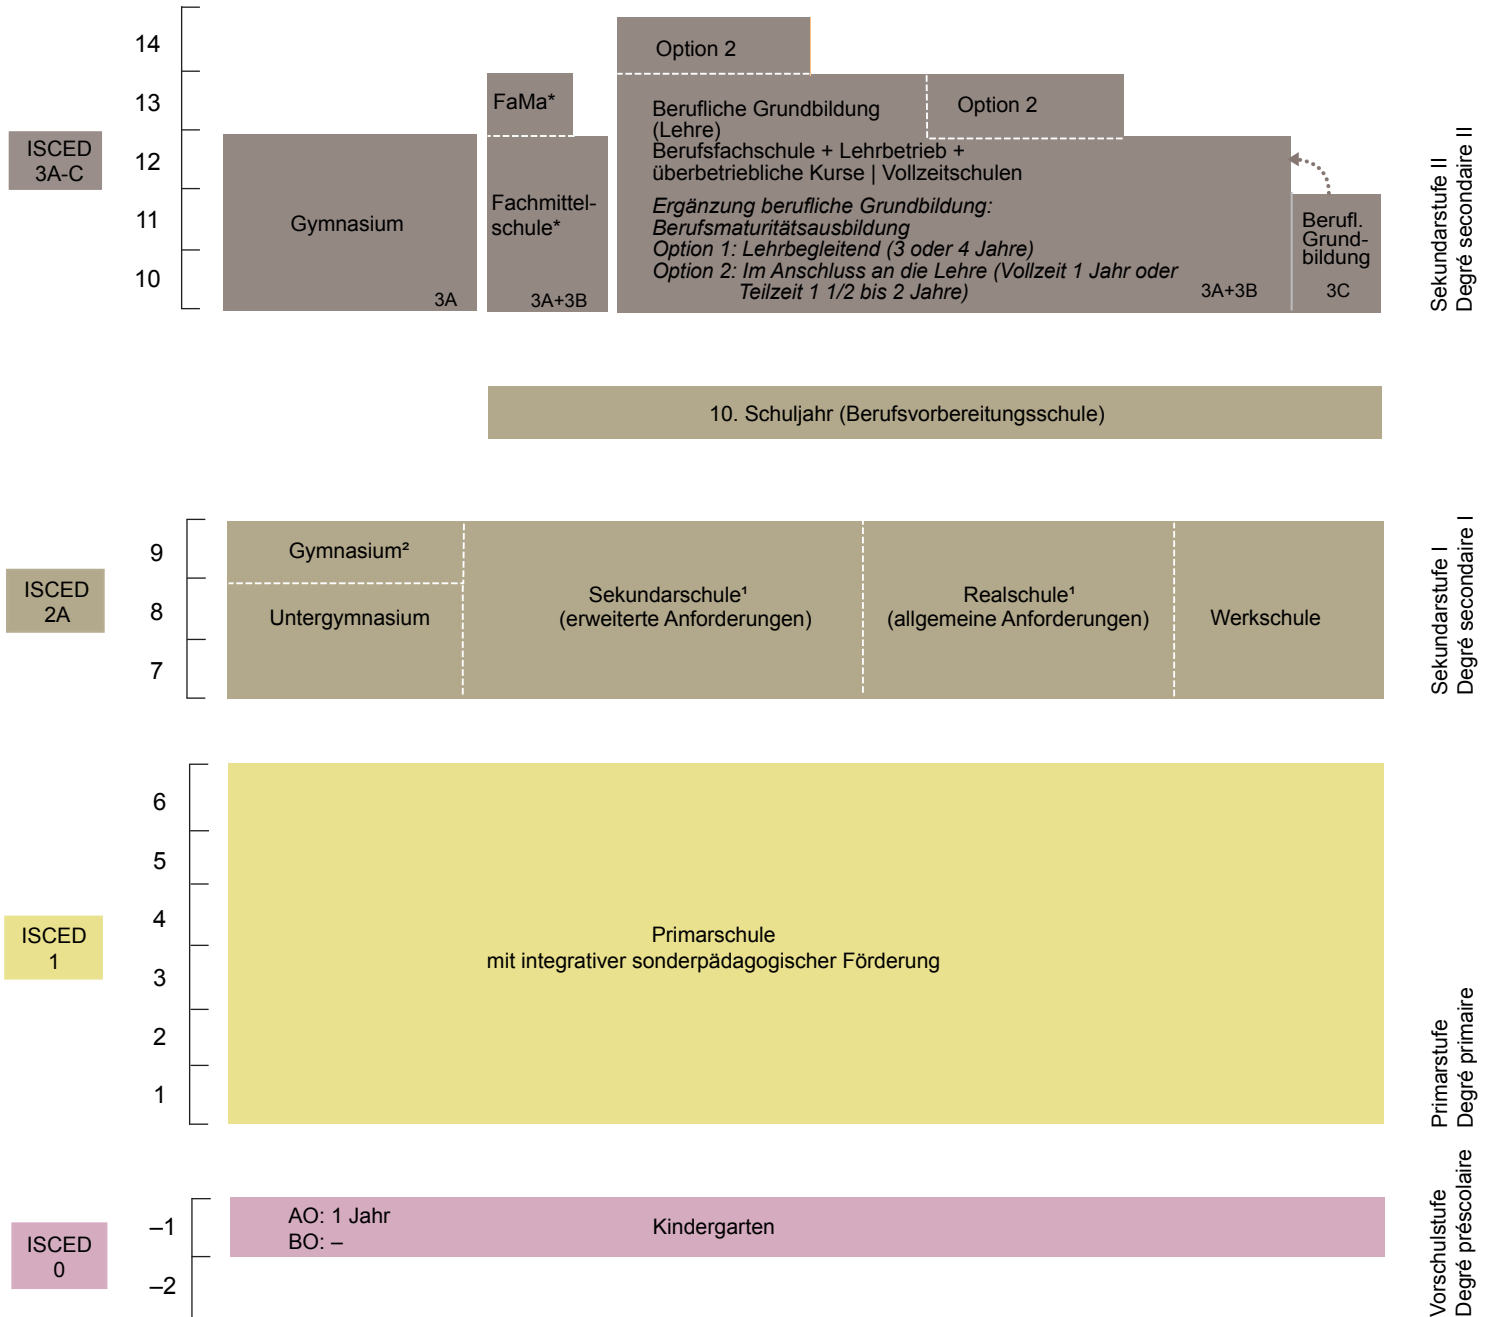 14
Option 2
13
FaMa*
Berufliche Grundbildung
(Lehre)
Option 2
ISCED
3A-C
12
Berufsfachschule + Lehrbetrieb +
überbetriebliche Kurse | Vollzeitschulen
11
Gymnasium
Fachmittel-
schule*
Ergänzung berufliche Grundbildung:
Berufsmaturitätsausbildung
Option 1: Lehrbegleitend (3 oder 4 Jahre)
Option 2: Im Anschluss an die Lehre (Vollzeit 1 Jahr oder
Teilzeit 1 1/2 bis 2 Jahre)
Berufl.
Grund-
bildung
10
3A
3A+3B
3A+3B
3C
Sekundarstufe II
Degré secondaire II
10. Schuljahr (Berufsvorbereitungsschule)
9
Gymnasium²
ISCED
2A
8
Untergymnasium
Sekundarschule¹
(erweiterte Anforderungen)
Realschule¹
(allgemeine Anforderungen)
Werkschule
7
Sekundarstufe I
Degré secondaire I
6
5
4
ISCED
1
Primarschule
mit integrativer sonderpädagogischer Förderung
3
2
1
Primarstufe
Degré primaire
–1
AO: 1 Jahr
BO: –
Kindergarten
ISCED
0
–2
Vorschulstufe
Degré préscolaire